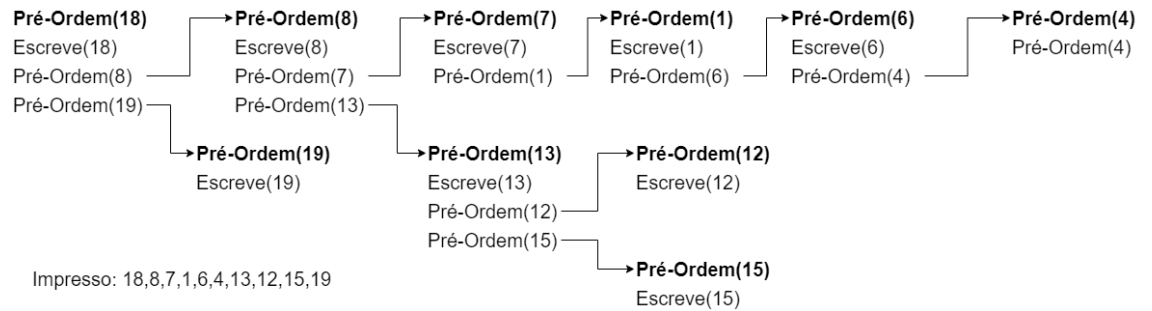 Pré-Ordem(18)
Escreve(18)
Pré-Ordem(8)
Pré-Ordem(19)
Pré-Ordem(8)
Escreve(8)
Pré-Ordem(7)
Pré-Ordem(13)
Pré-Ordem(7)
Escreve(7)
Pré-Ordem(1)
Pré-Ordem(1)
Escreve(1)
Pré-Ordem(6)
Pré-Ordem(6)
Escreve(6)
Pré-Ordem(4)
Pré-Ordem(4)
Pré-Ordem(4)
Pré-Ordem(19)
Escreve(19)
Pré-Ordem(13)
Escreve(13)
Pré-Ordem(12)
Pré-Ordem(15)
Pré-Ordem(12)
Escreve(12)
Pré-Ordem(15)
Escreve(15)
Impresso: 18,8,7,1,6,4,13,12,15,19